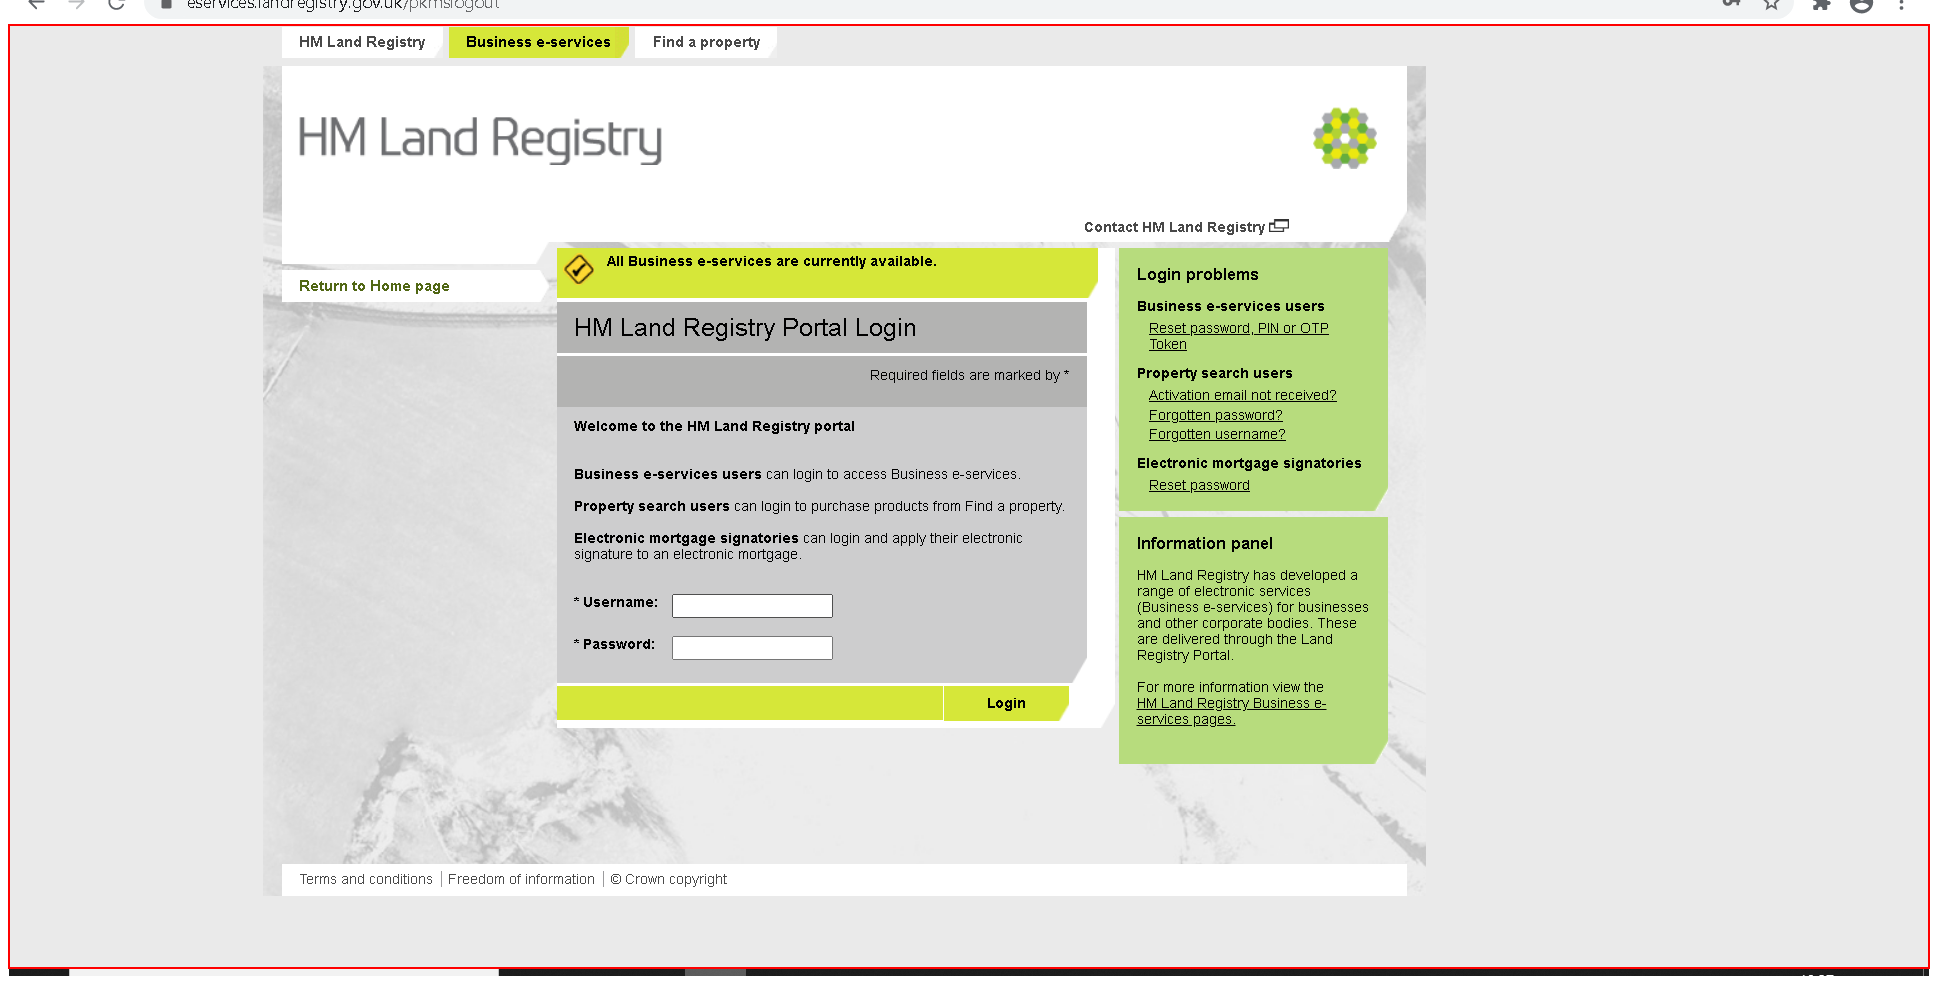 eservices.landregistry.gov.uk/pkmslogout
HM Land Registry
Business e-services
Find a property
HM Land Registry
Contact HM Land Registry
Return to Home page
All Business e-services are currently available.
HM Land Registry Portal Login
Required fields are marked by *
Welcome to the HM Land Registry portal
Business e-services users can login to access Business e-services.
Property search users can login to purchase products from Find a property.
Electronic mortgage signatories can login and apply their electronic
signature to an electronic mortgage.
* Username:
* Password:
Login
Login problems
Business e-services users
Reset password, PIN or OTP
Token
Property search users
Activation email not received?
Forgotten password?
Forgotten username?
Electronic mortgage signatories
Reset password
Information panel
HM Land Registry has developed a
range of electronic services
(Business e-services) for businesses
and other corporate bodies. These
are delivered through the Land
Registry Portal.
For more information view the
HM Land Registry Business e-
services pages.
Terms and conditions
Freedom of information
© Crown copyright